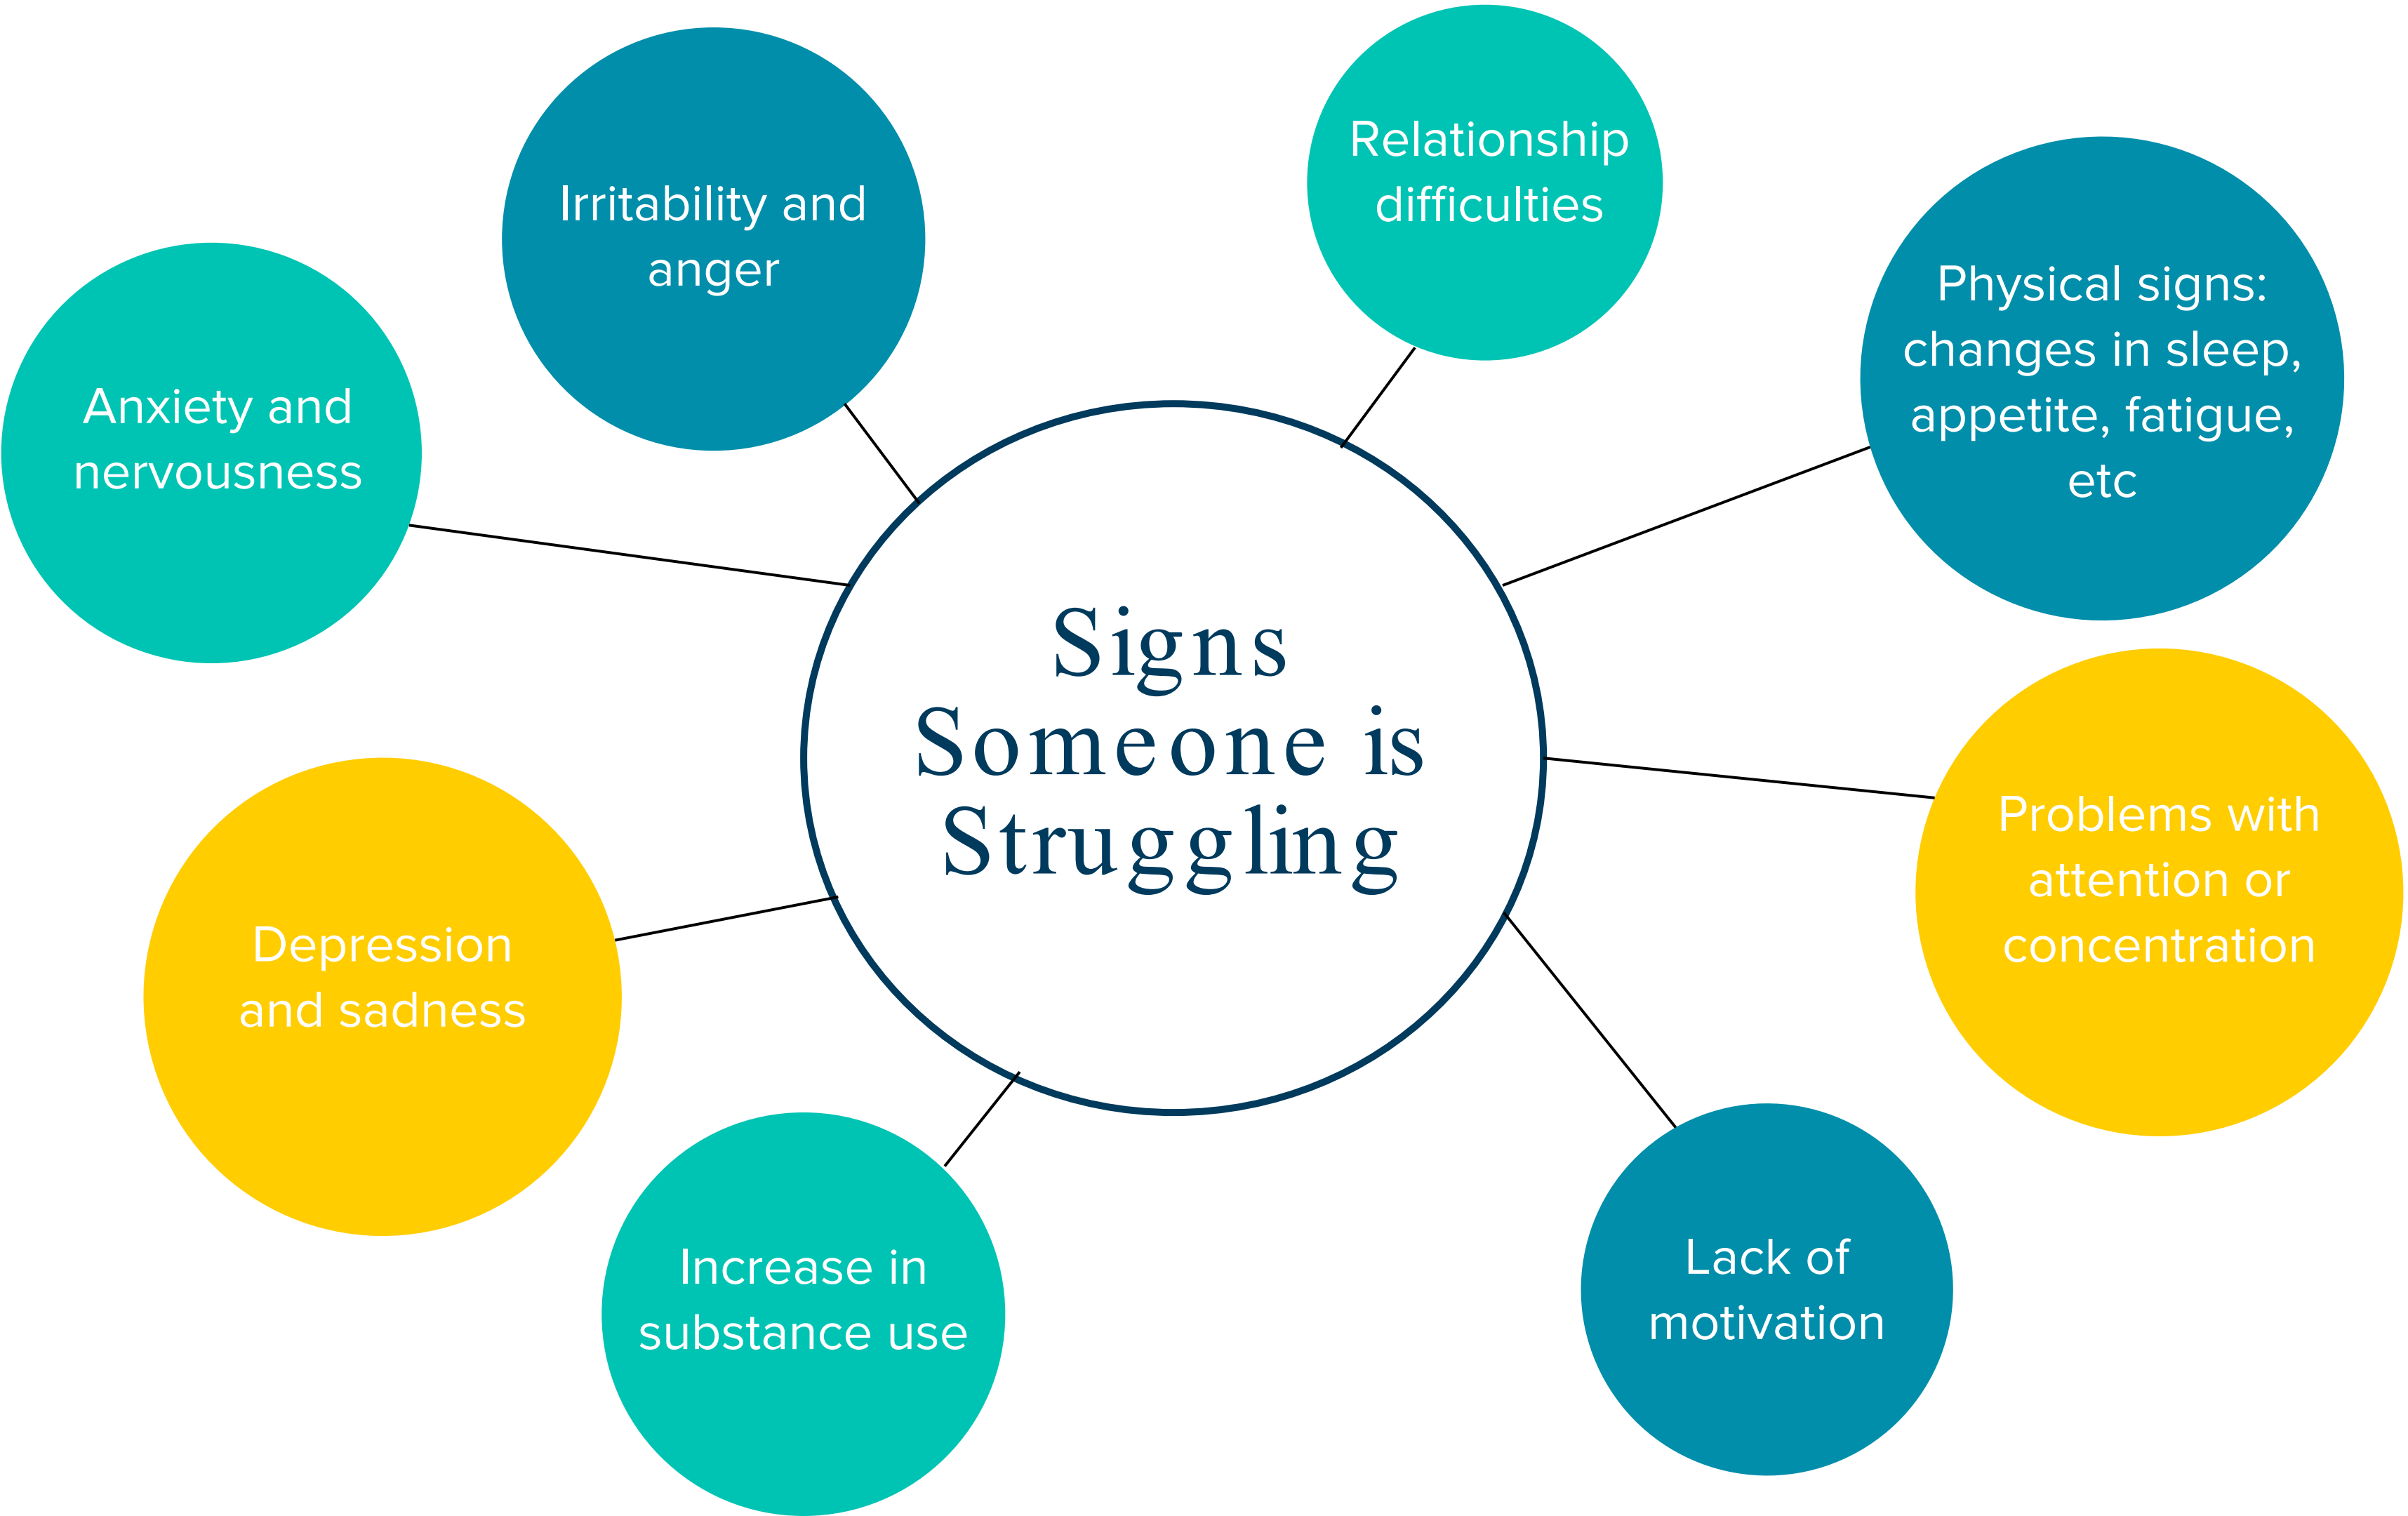 Relationship
difficulties
Irritability and
anger
Physical signs:
changes in sleep,
appetite, fatigue,
etc
Anxiety and
nervousness
Signs
Someone is
Struggling
Problems with
attention or
concentration
Depression
and sadness
Increase in
substance use
Lack of
motivation